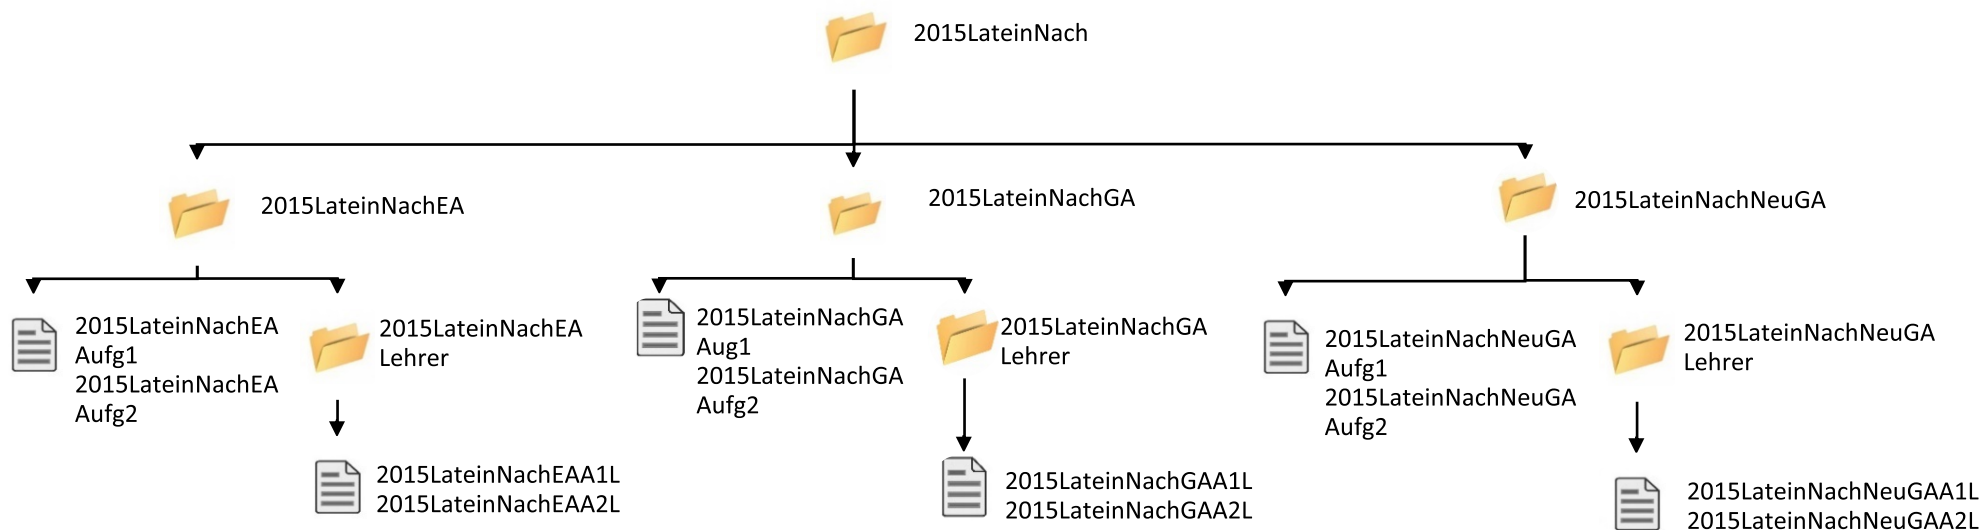 2015LateinNach
2015LateinNachEA
2015LateinNachGA
2015LateinNachNeuGA
2015LateinNachEA
Aufg1
2015LateinNachEA
Aufg2
2015LateinNachEA
Lehrer
2015LateinNachEAA1L
2015LateinNachEAA2L
2015LateinNachGA
Aug1
2015LateinNachGA
Aufg2
2015LateinNachGA
Lehrer
2015LateinNachGAA1L
2015LateinNachGAA2L
2015LateinNachNeuGA
Aufg1
2015LateinNachNeuGA
Aufg2
2015LateinNachNeuGA
Lehrer
2015LateinNachNeuGAA1L
2015LateinNachNeuGAA2L